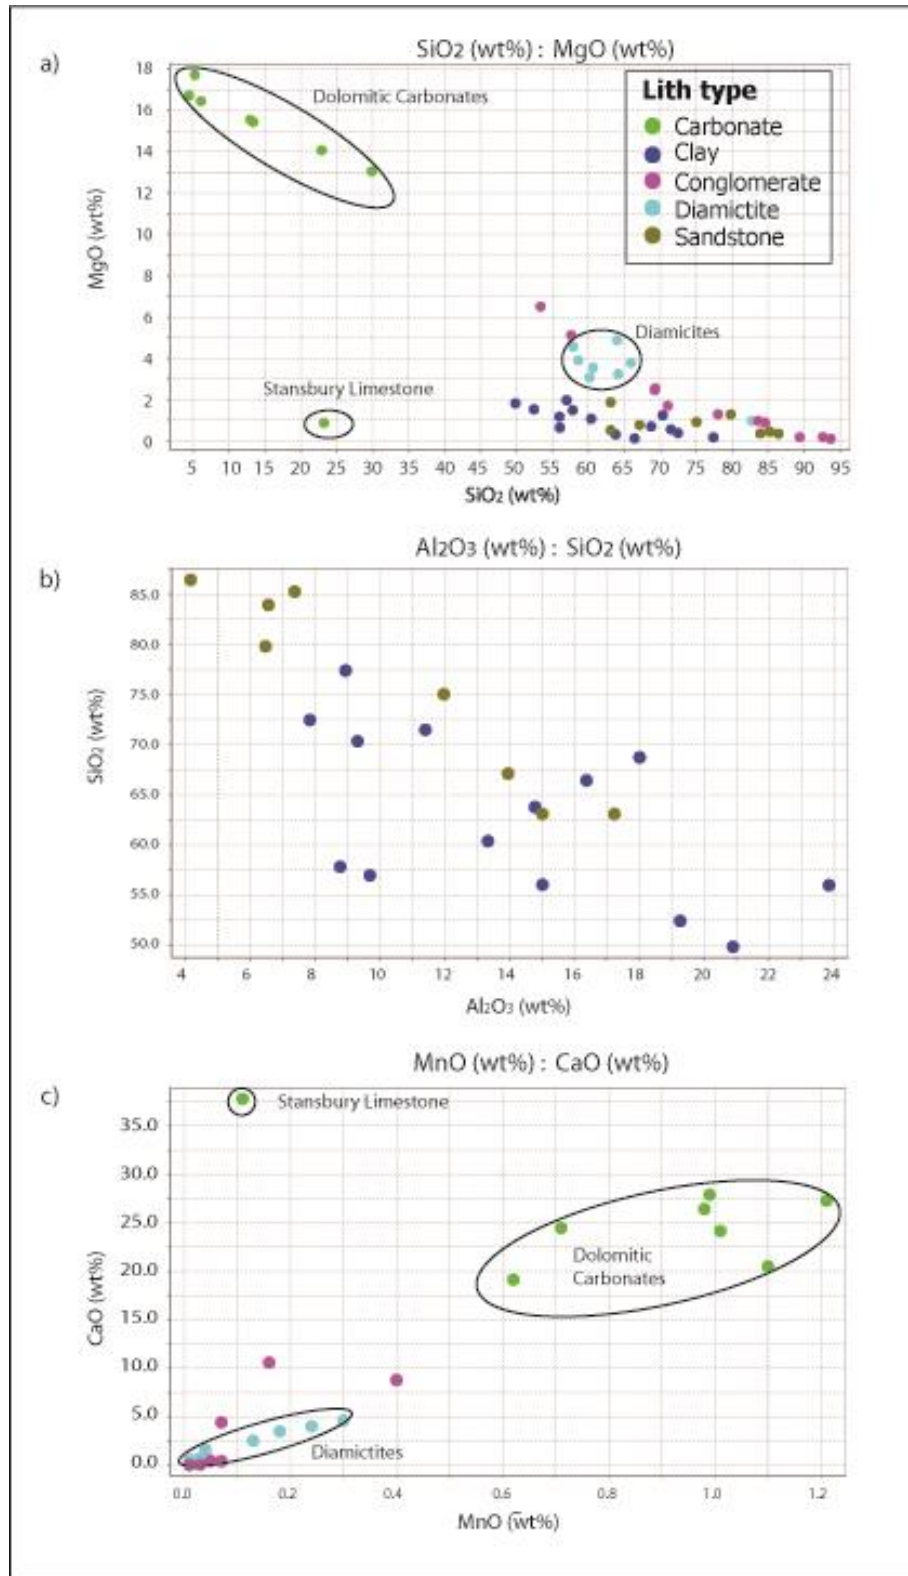 a)
SiO2 (wt%) : MgO (wt%)
18
16
14
12
10
8
6
4
2
0
MgO (wt%)
Dolomitic Carbonates
Lith type
Carbonate
Clay
Conglomerate
Diamictite
Sandstone
Diamicites
Stansbury Limestone
5 10 15 20 25 30 35 40 45 50 55 60 65 70 75 80 85 90 95
SiO2 (wt%)
b)
Al2O3 (wt%) : SiO2 (wt%)
85.0
80.0
75.0
70.0
65.0
60.0
55.0
50.0
SiO2 (wt%)
4 6 8 10 12 14 16 18 20 22 24
Al2O3 (wt%)
c)
MnO (wt%) : CaO (wt%)
Stansbury Limestone
35.0
30.0
25.0
20.0
15.0
10.0
5.0
0.0
CaO (wt%)
Dolomitic
Carbonates
Diamictites
0.0 0.2 0.4 0.6 0.8 1.0 1.2
MnO (wt%)